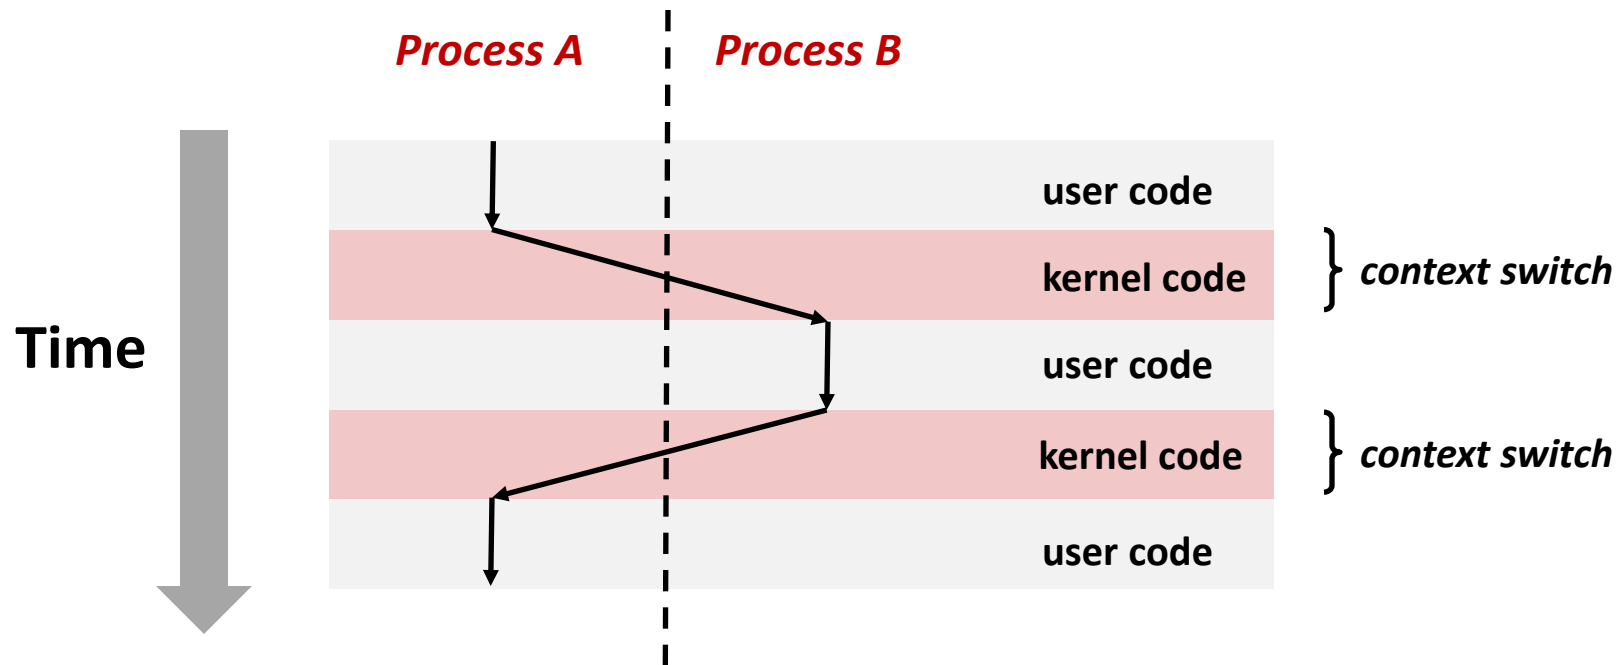 Process A
Process B
user code
kernel code
context switch
Time
user code
kernel code
context switch
user code